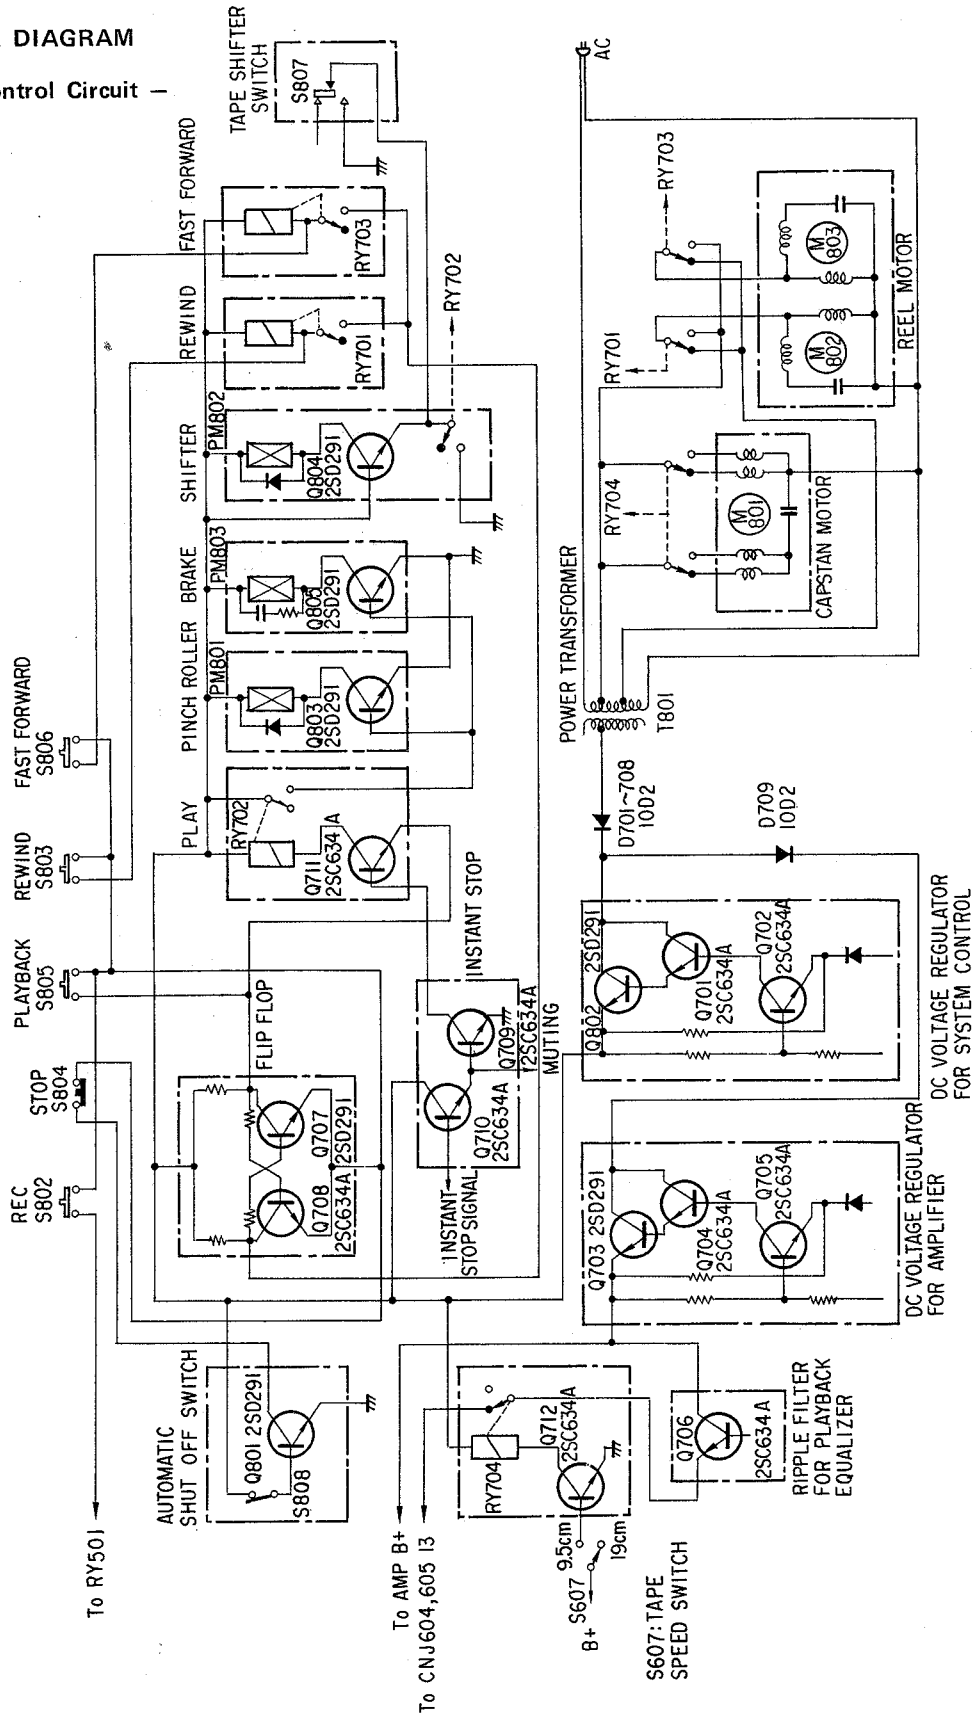 DIAGRAM
ntrol Circuit –
To RY501
REC
S802
STOP
S804
PLAYBACK
S805
REWIND
S803
FAST FORWARD
S806
AUTOMATIC
SHUT OFF SWITCH
Q801 2SD291
S808
FLIP FLOP
Q708
2SC634A
Q707
2SD291
PLAY
RY702
Q711
2SC634A
PINCH ROLLER
PM801
Q803
2SD291
BRAKE
PM803
Q805
2SD291
SHIFTER
PM802
Q804
2SD291
REWIND
RY701
FAST FORWARD
RY703
TAPE SHIFTER
SWITCH
S807
RY702
INSTANT
STOP SIGNAL
Q710
2SC634A
Q709
2SC634A
INSTANT STOP
MUTING
To AMP B+
To CNJ604,605 13
RY704
Q712
2SC634A
B+
S607
9.5cm
19cm
S607:TAPE
SPEED SWITCH
Q706
2SC634A
RIPPLE FILTER
FOR PLAYBACK
EQUALIZER
Q703 2SD291
Q704
2SC634A
Q705
2SC634A
DC VOLTAGE REGULATOR
FOR AMPLIFIER
Q802 2SD291
Q701
2SC634A
Q702
2SC634A
DC VOLTAGE REGULATOR
FOR SYSTEM CONTROL
D701~708
10D2
D709
10D2
POWER TRANSFORMER
T801
RY704
M
801
CAPSTAN MOTOR
RY701
RY703
M
802
M
803
REEL MOTOR
AC